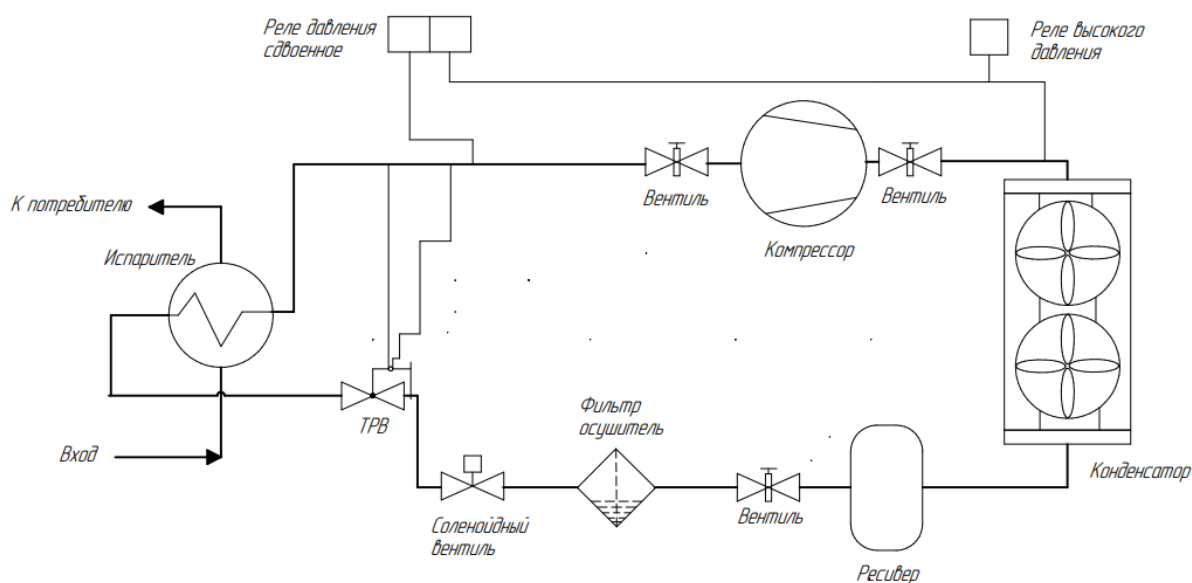 Реле давления
сдвоенное
Реле высокого
давления
К потребителю
Вентиль
Вентиль
Компрессор
Испаритель
ТРВ
Фильтр
осушитель
Вход
Конденсатор
Соленойдный
вентиль
Вентиль
Ресивер